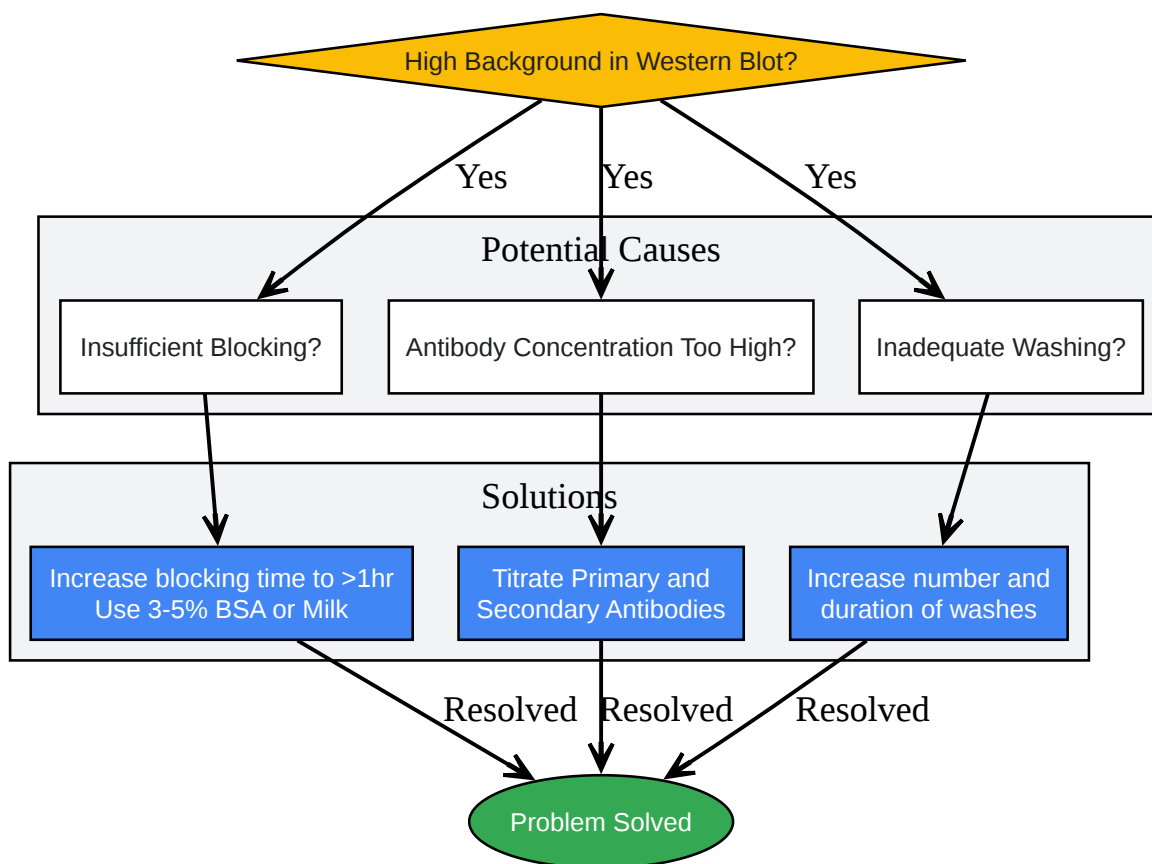 High Background in Western Blot?
Yes
Yes
Yes
Potential Causes
Insufficient Blocking?
Antibody Concentration Too High?
Inadequate Washing?
Solutions
Increase blocking time to >1hr
Use 3-5% BSA or Milk
Titrate Primary and
Secondary Antibodies
Increase number and
duration of washes
Resolved
Resolved
Resolved
Problem Solved